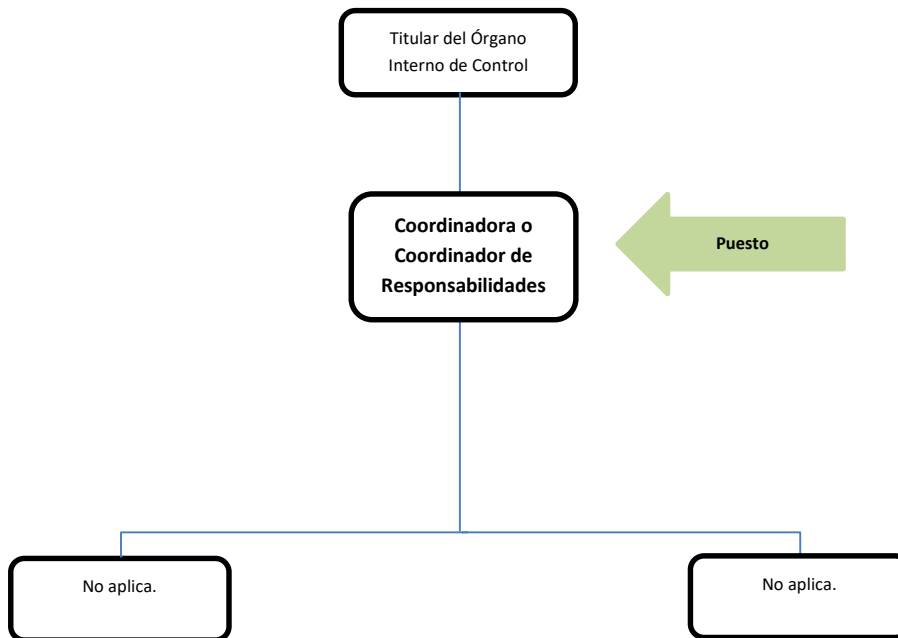 Titular del Órgano
Interno de Control
Coordinadora o
Coordinador de
Responsabilidades
Puesto
No aplica.
No aplica.